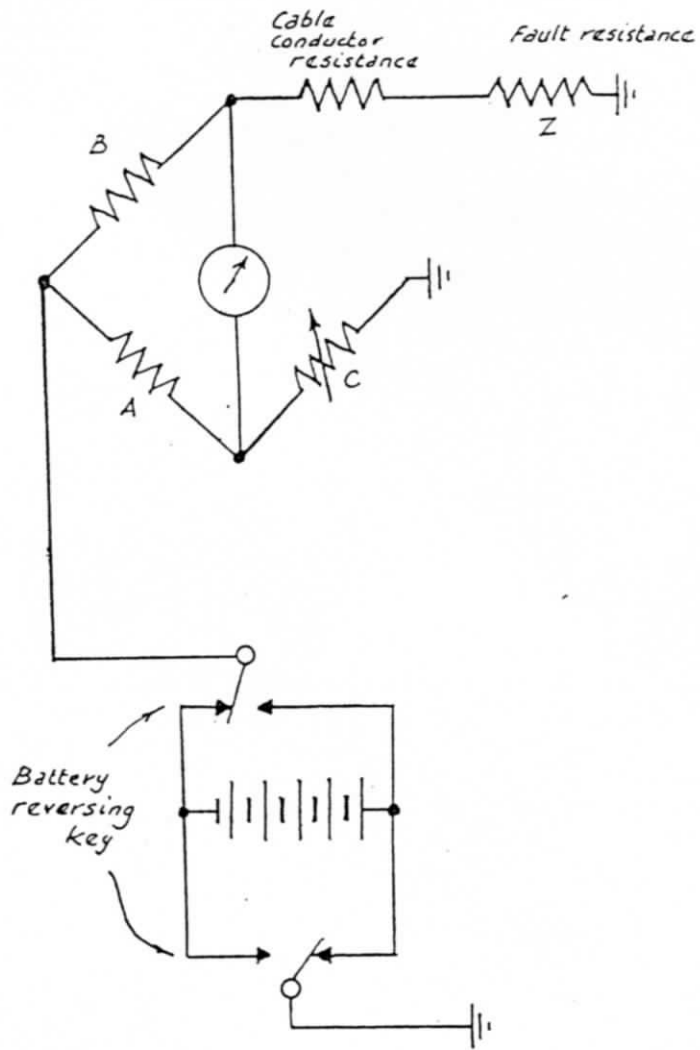 Cable
conductor
resistance
Fault resistance
B
Z
A
C
Battery
reversing
key